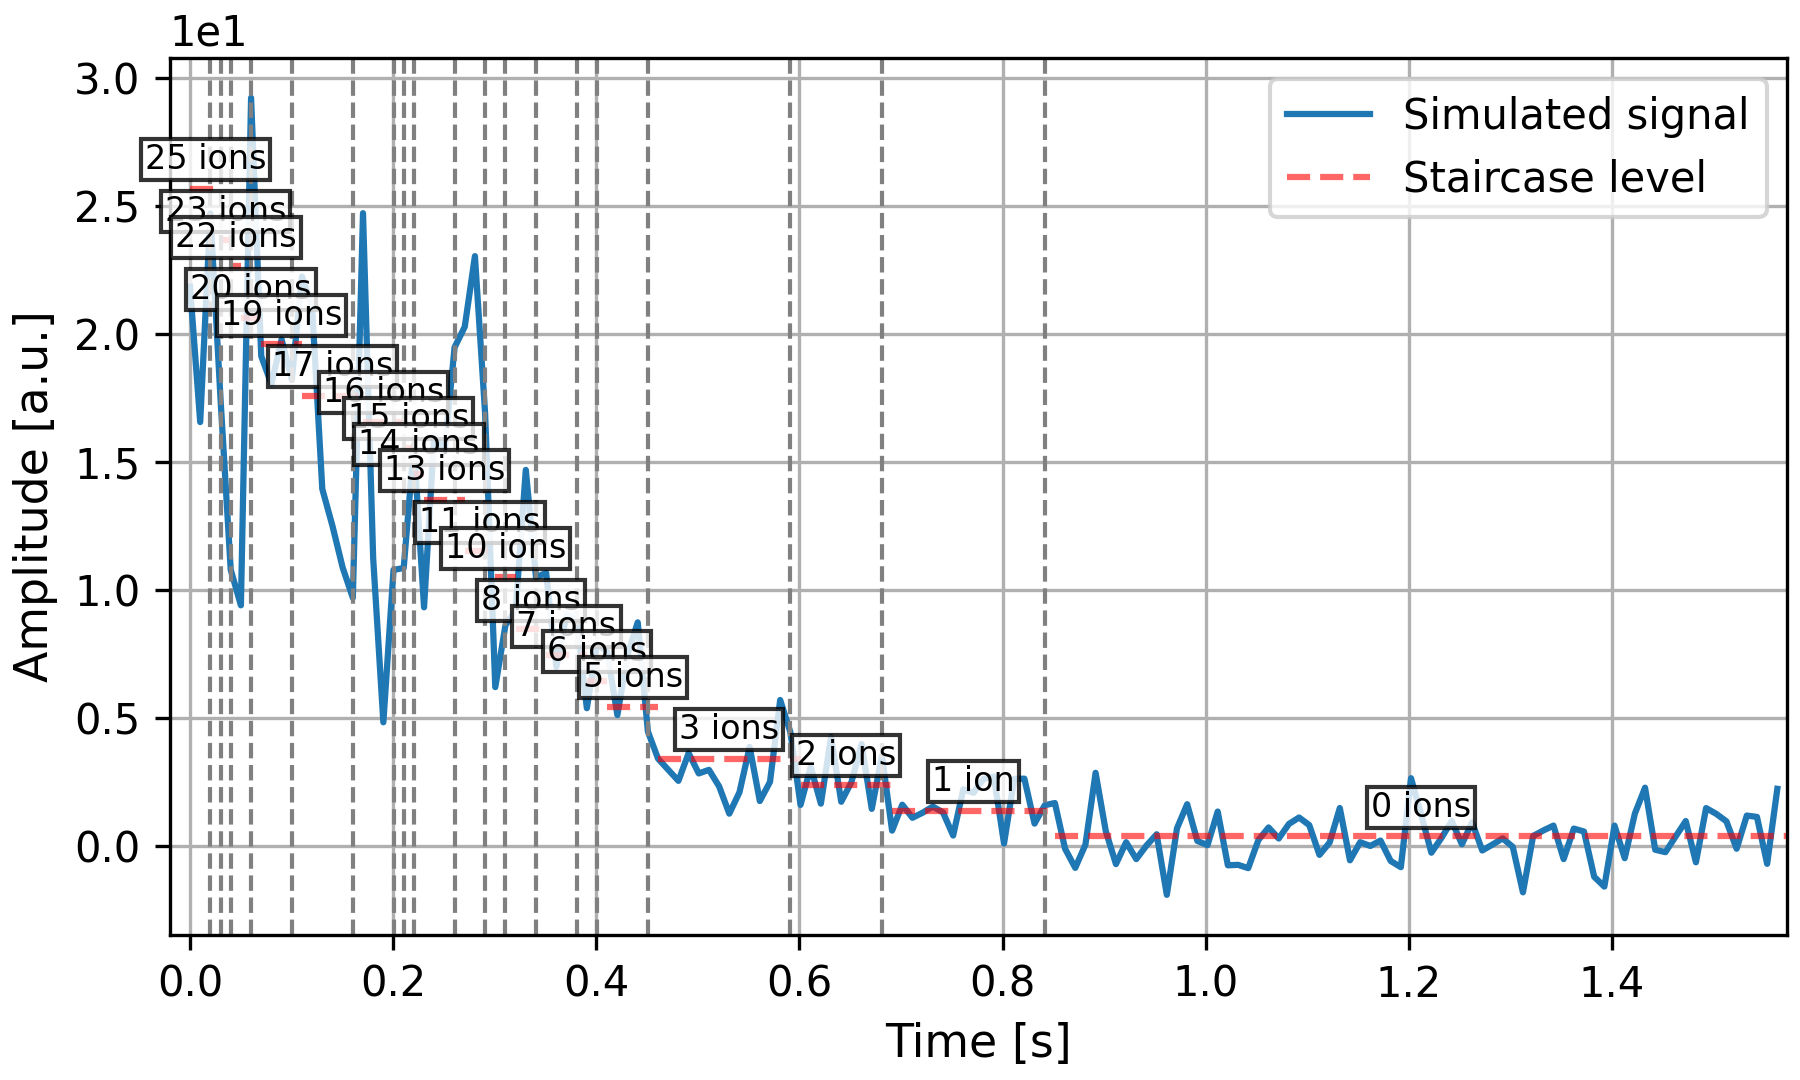 1e1
3.0
2.5
2.0
1.5
1.0
0.5
0.0
Amplitude [a.u.]
25 ions
23 ions
22 ions
20 ions
19 ions
17 ions
16 ions
15 ions
14 ions
13 ions
11 ions
10 ions
8 ions
7 ions
6 ions
5 ions
3 ions
2 ions
1 ion
0 ions
Simulated signal
Staircase level
0.0 0.2 0.4 0.6 0.8 1.0 1.2 1.4
Time [s]